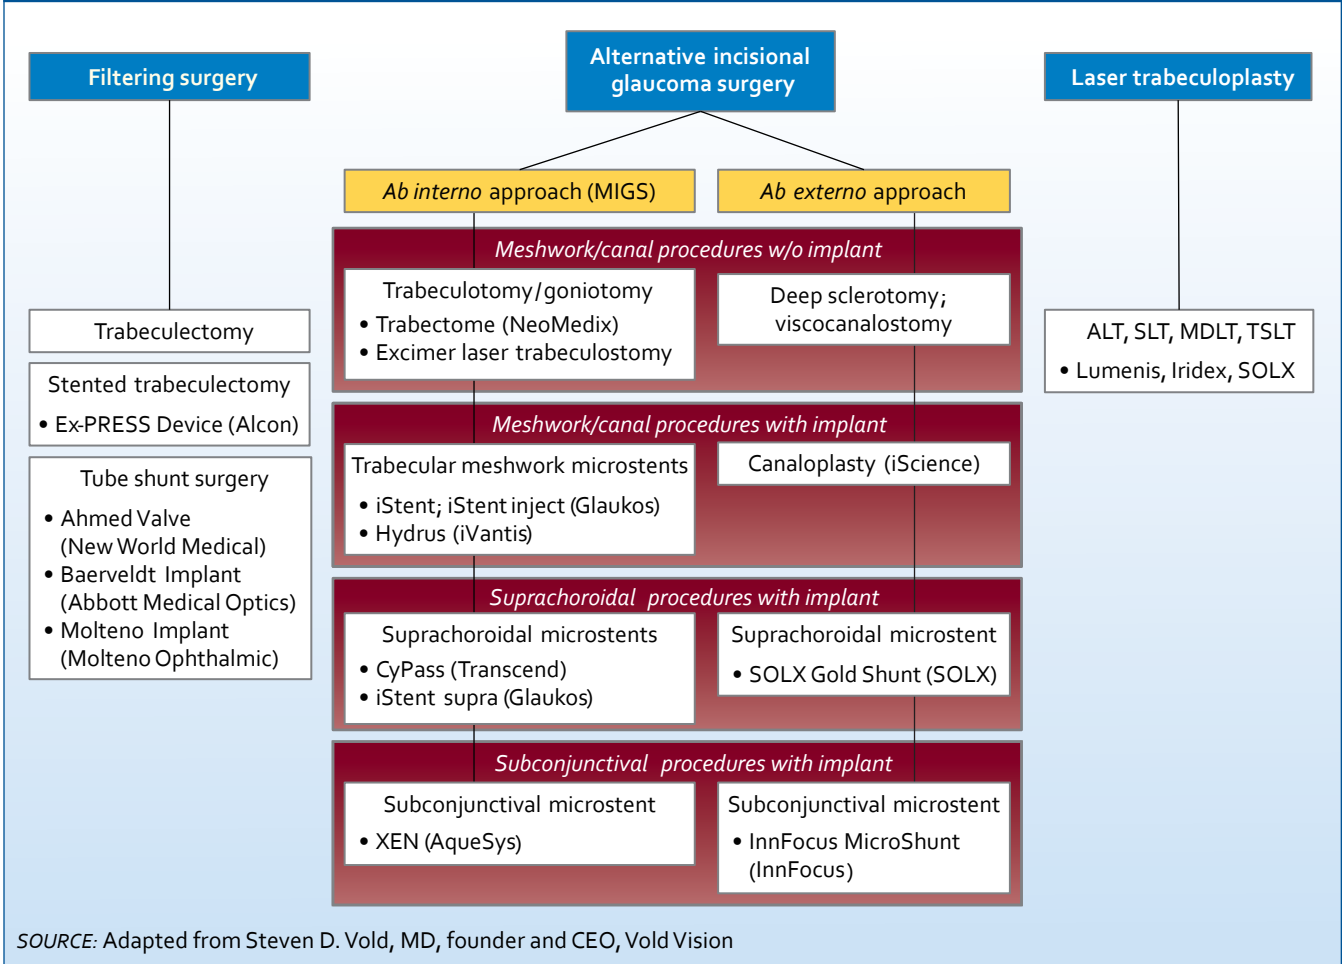 Filtering surgery
Alternative incisional
glaucoma surgery
Laser trabeculoplasty
Ab interno approach (MIGS)
Ab externo approach
Meshwork/canal procedures w/o implant
Trabeculotomy/goniotomy
• Trabectome (NeoMedix)
• Excimer laser trabeculostomy
Deep sclerotomy;
viscocanalostomy
Trabeculectomy
Stented trabeculectomy
• Ex-PRESS Device (Alcon)
Tube shunt surgery
• Ahmed Valve
(New World Medical)
• Baerveldt Implant
(Abbott Medical Optics)
• Molteno Implant
(Molteno Ophthalmic)
ALT, SLT, MDLT, TSLT
• Lumenis, Iridex, SOLX
Meshwork/canal procedures with implant
Trabecular meshwork microstents
• iStent; iStent inject (Glaukos)
• Hydrus (iVantis)
Canaloplasty (iScience)
Suprachoroidal procedures with implant
Suprachoroidal microstents
• CyPass (Transcend)
• iStent supra (Glaukos)
Suprachoroidal microstent
• SOLX Gold Shunt (SOLX)
Subconjunctival procedures with implant
Subconjunctival microstent
• XEN (AqueSys)
Subconjunctival microstent
• InnFocus MicroShunt
(InnFocus)
SOURCE: Adapted from Steven D. Vold, MD, founder and CEO, Vold Vision